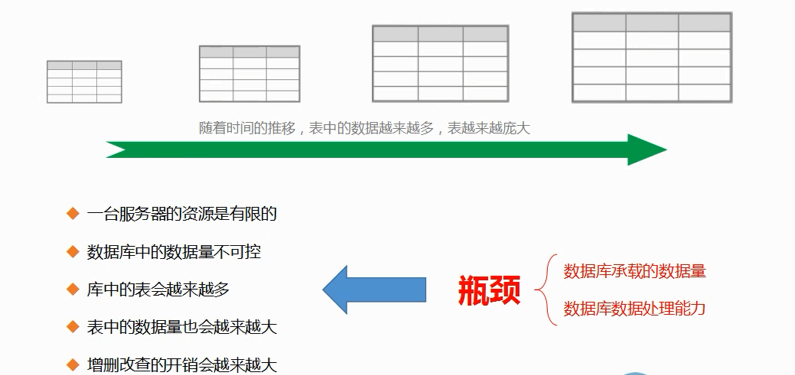 随着时间的推移，表中的数据越来越多，表越来越庞大
一台服务器的资源是有限的
数据库中的数据量不可控
库中的表会越来越多
表中的数据量也会越来越大
增删改查的开销会越来越大
瓶颈
数据库承载的数据量
数据库数据处理能力